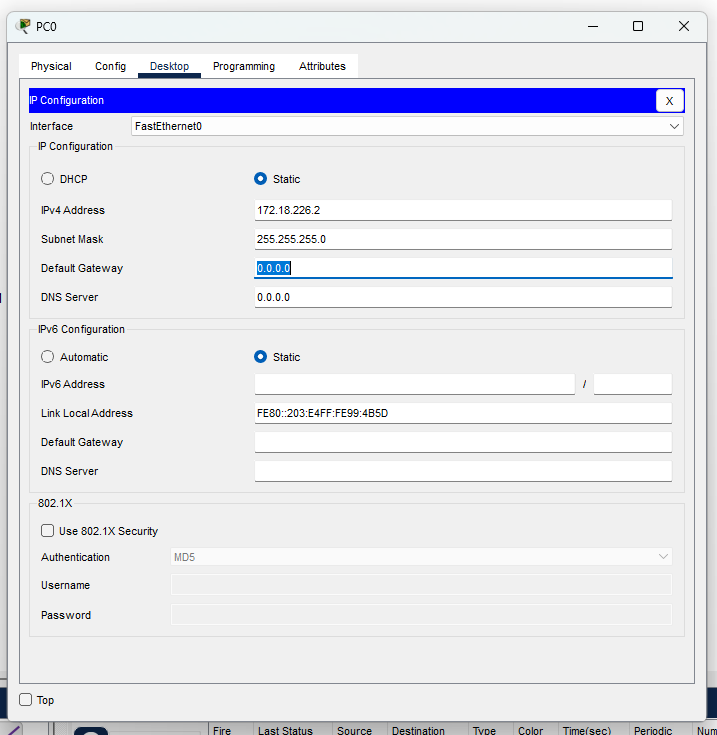 PC0
Physical Config Desktop Programming Attributes
IP Configuration X
Interface FastEthernet0
IP Configuration
DHCP Static
IPv4 Address 172.18.226.2
Subnet Mask 255.255.255.0
Default Gateway 0.0.0.0
DNS Server 0.0.0.0
IPv6 Configuration
Automatic Static
IPv6 Address /
Link Local Address FE80::203:E4FF:FE99:4B5D
Default Gateway
DNS Server
802.1X
Use 802.1X Security
Authentication MD5
Username
Password
Top
Fire Last Status Source Destination Type Color Time(sec) Periodic Num